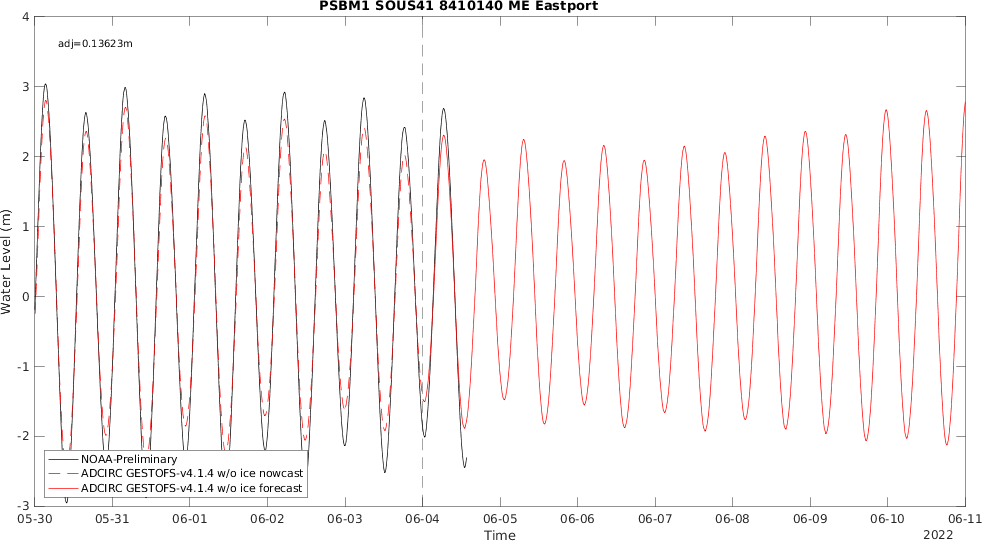 PSBM1 SOUS41 8410140 ME Eastport
adj=0.13623m
Water Level (m)
4
3
2
1
0
-1
-2
-3
NOAA-Preliminary
ADCIRC GESTOFS-v4.1.4 w/o ice nowcast
ADCIRC GESTOFS-v4.1.4 w/o ice forecast
05-30 05-31 06-01 06-02 06-03 06-04 06-05 06-06 06-07 06-08 06-09 06-10 06-11
Time
2022